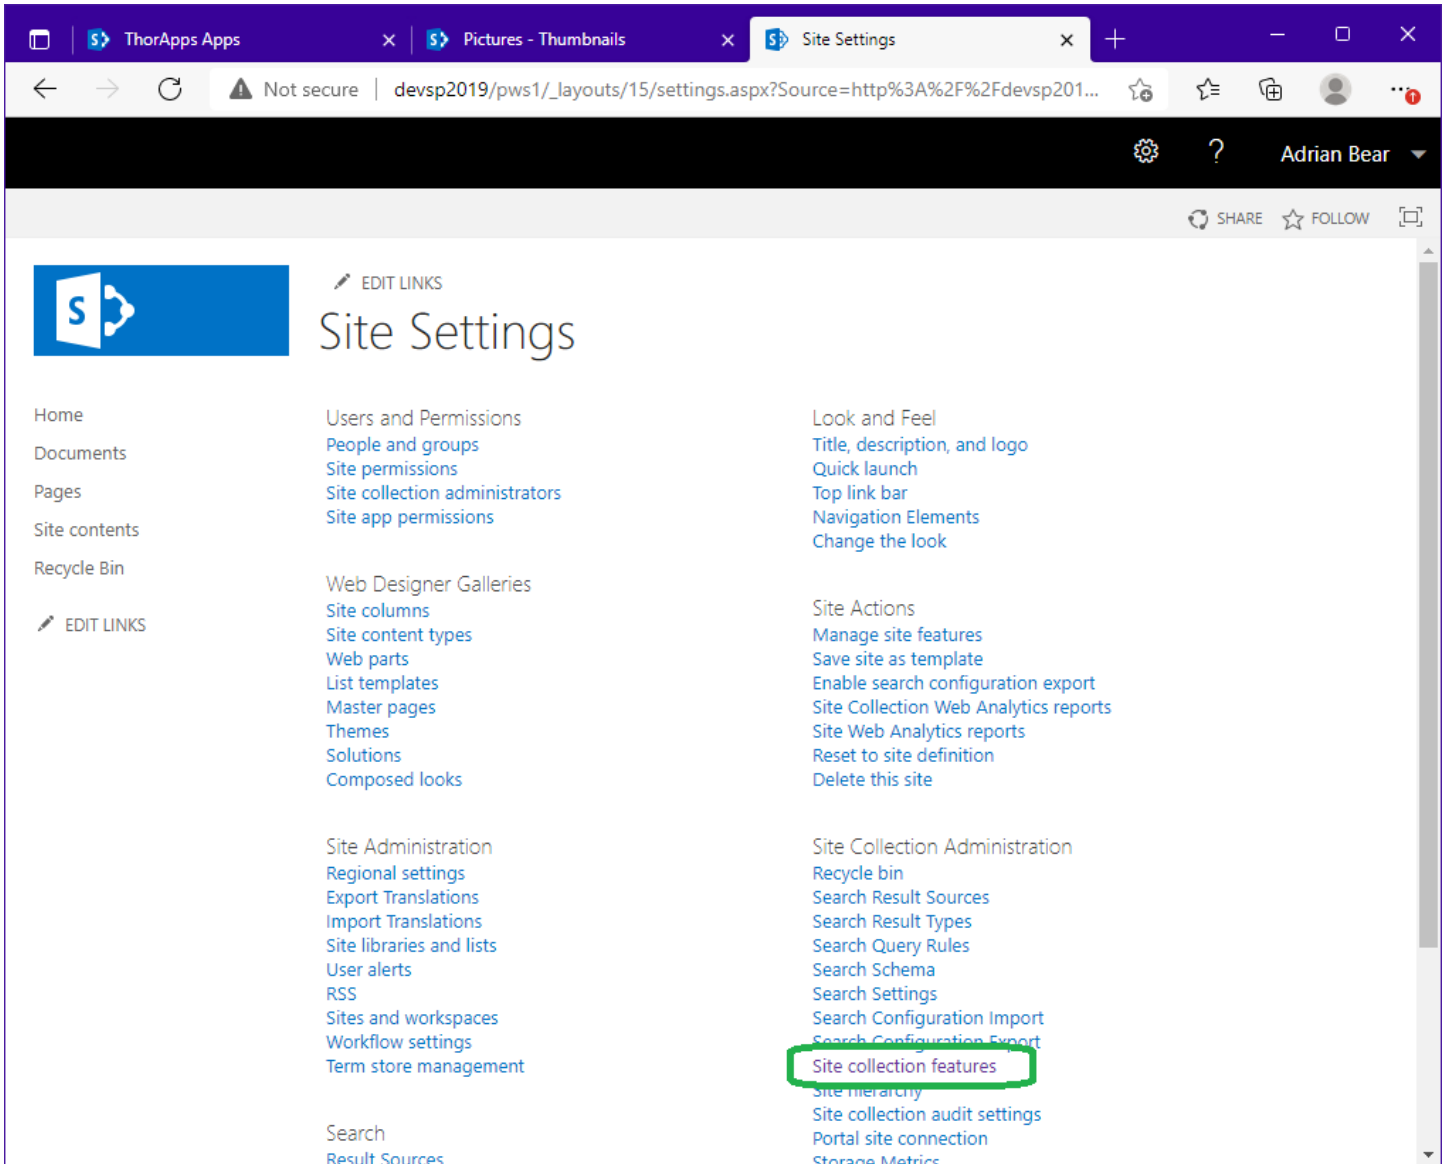 ThorApps Apps
Pictures - Thumbnails
Site Settings
Not secure
devsp2019/pws1/_layouts/15/settings.aspx?Source=http%3A%2F%2Fdevsp201...
?
Adrian Bear
SHARE
FOLLOW
S
EDIT LINKS
Site Settings
Home
Documents
Pages
Site contents
Recycle Bin
EDIT LINKS
Users and Permissions
People and groups
Site permissions
Site collection administrators
Site app permissions
Web Designer Galleries
Site columns
Site content types
Web parts
List templates
Master pages
Themes
Solutions
Composed looks
Site Administration
Regional settings
Export Translations
Import Translations
Site libraries and lists
User alerts
RSS
Sites and workspaces
Workflow settings
Term store management
Search
Result Sources
Look and Feel
Title, description, and logo
Quick launch
Top link bar
Navigation Elements
Change the look
Site Actions
Manage site features
Save site as template
Enable search configuration export
Site Collection Web Analytics reports
Site Web Analytics reports
Reset to site definition
Delete this site
Site Collection Administration
Recycle bin
Search Result Sources
Search Result Types
Search Query Rules
Search Schema
Search Settings
Search Configuration Import
Search Configuration Export
Site collection features
Site hierarchy
Site collection audit settings
Portal site connection
Storage Metrics